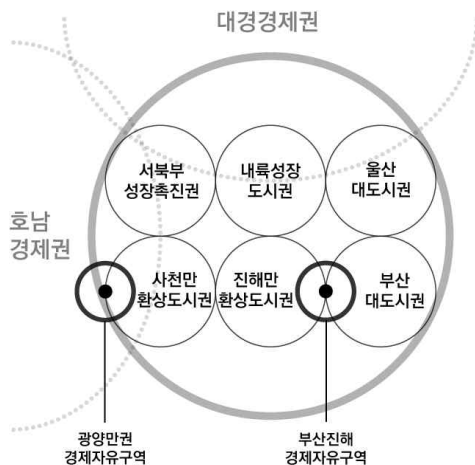 대경경제권
서북부
성장촉진권
내륙성장
도시권
울산
대도시권
호남
경제권
사천만
환상도시권
진해만
환상도시권
부산
대도시권
광양만권
경제자유구역
부산진해
경제자유구역